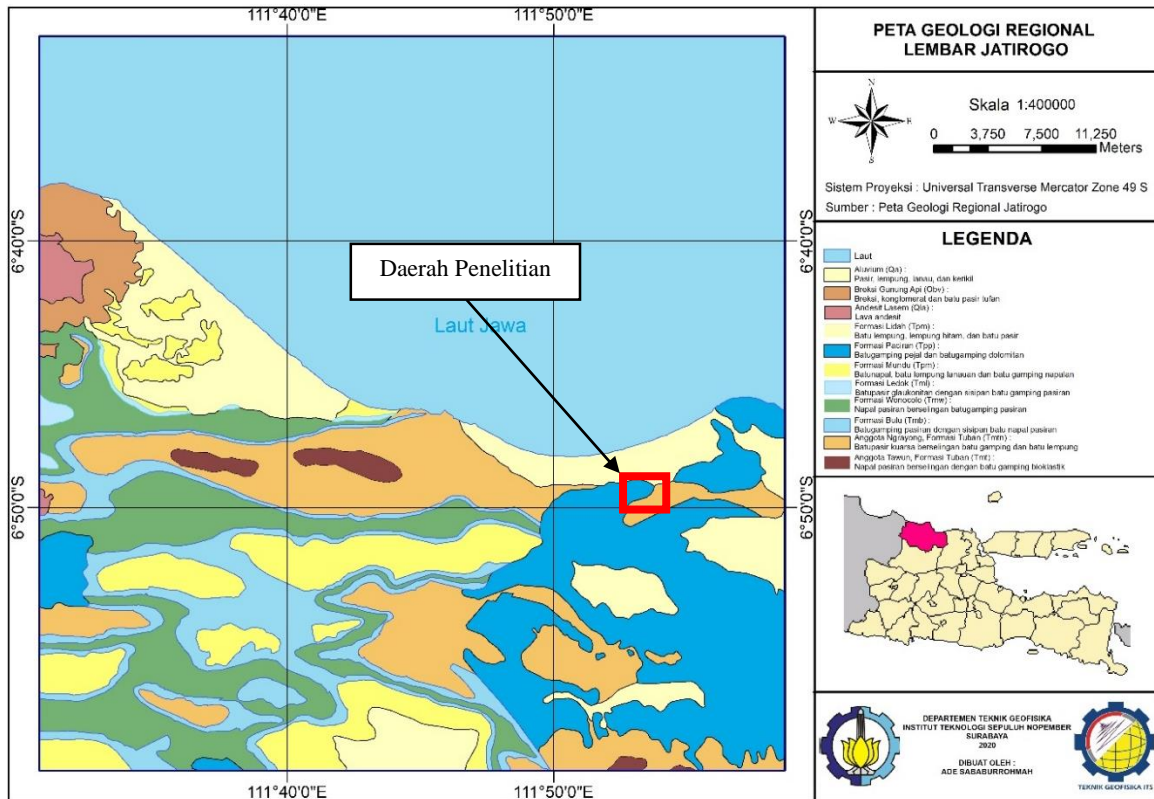 111°40'0"E
111°50'0"E
6°40'0"S
6°50'0"S
Daerah Penelitian
Laut Jawa
6°40'0"S
6°50'0"S
111°40'0"E
111°50'0"E
PETA GEOLOGI REGIONAL
LEMBAR JATIROGO
N
W
E
S
Skala 1:400000
0 3,750 7,500 11,250
Meters
Sistem Proyeksi : Universal Transverse Mercator Zone 49 S
Sumber : Peta Geologi Regional Jatirogo
LEGENDA
Laut
Aluvium (Qa) :
Pasir, lempung, lanau, dan kerikil
Breksi Gunung Api (Qbv) :
Breksi, konglomerat dan batu pasir tufan
Andesit Lasem (Qla) :
Lava andesit
Formasi Lidah (Tpm) :
Batu lempung, lempung hitam, dan batu pasir
Formasi Paciran (Tpp) :
Batugamping pejal dan batugamping dolomitan
Formasi Mundu (Tpm) :
Batunapal, batu lempung lanauan dan batu gamping napalan
Formasi Ledok (Tml) :
Batupasir glaukonitan dengan sisipan batu gamping pasiran
Formasi Wonocolo (Tmw) :
Napal pasiran berselingan batugamping pasiran
Formasi Bulu (Tmb) :
Batugamping pasiran dengan sisipan batu napal pasiran
Anggota Ngrayong, Formasi Tuban (Tmtn) :
Batupasir kuarsa berselingan batu gamping dan batu lempung
Anggota Tawun, Formasi Tuban (Tmt) :
Napal pasiran berselingan dengan batu gamping bioklastik
DEPARTEMEN TEKNIK GEOFISIKA
INSTITUT TEKNOLOGI SEPULUH NOPEMBER
SURABAYA
2020
DIBUAT OLEH :
ADE SABABURROHMAH
TEKNIK GEOFISIKA ITS